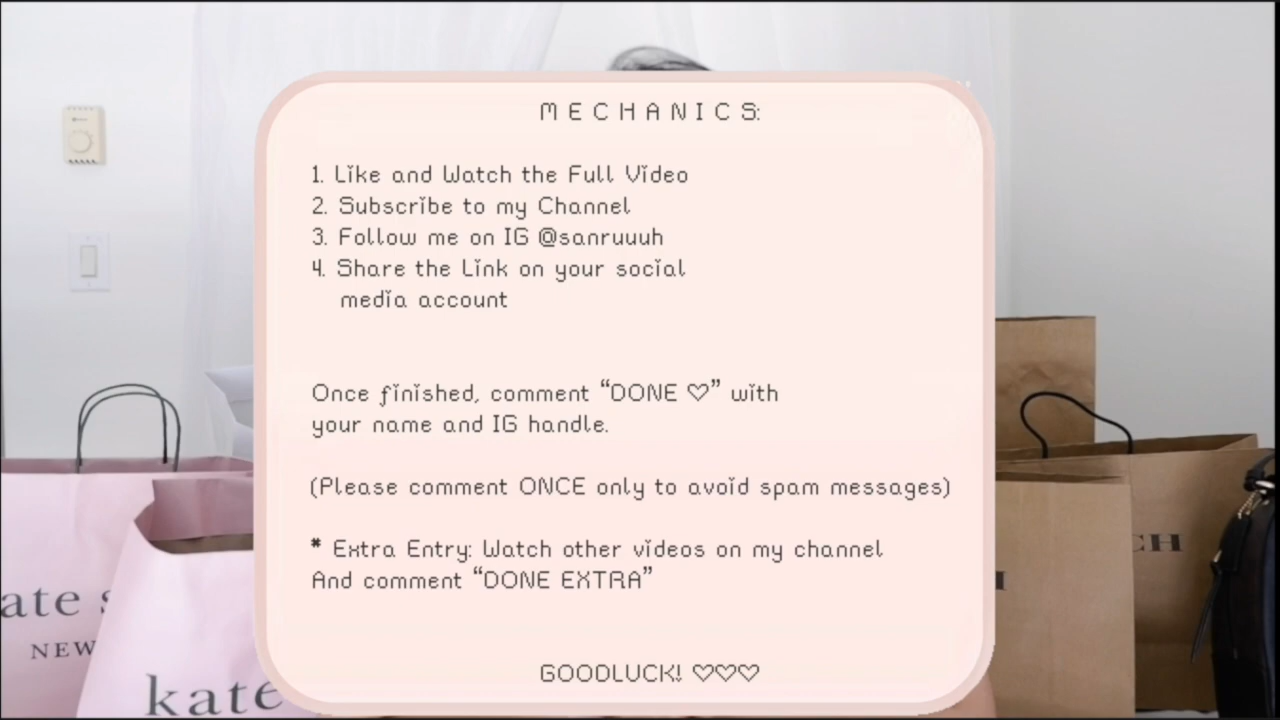 MECHANICS:
1. Like and Watch the Full Video
2. Subscribe to my Channel
3. Follow me on IG @sanruuuh
4. Share the Link on your social
media account
Once finished, comment “DONE ♡” with
your name and IG handle.
(Please comment ONCE only to avoid spam messages)
* Extra Entry: Watch other videos on my channel
And comment “DONE EXTRA”
GOODLUCK! ♡♡♡
ate s
NEW
kate
CH